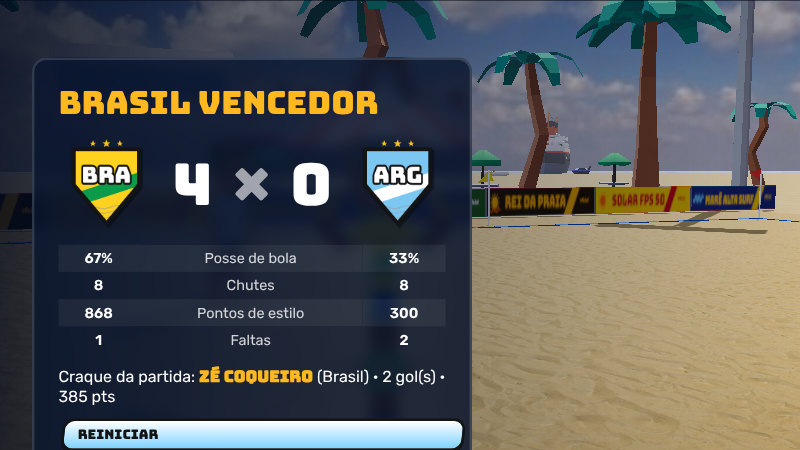 BRASIL VENCEDOR
BRA 4 × 0 ARG
67% Posse de bola 33%
8 Chutes 8
868 Pontos de estilo 300
1 Faltas 2
Craque da partida: ZÉ COQUEIRO (Brasil) • 2 gol(s) •
385 pts
REINICIAR
REI DA PRAIA
SOLAR FPS 50
MARÉ ALTA SURF